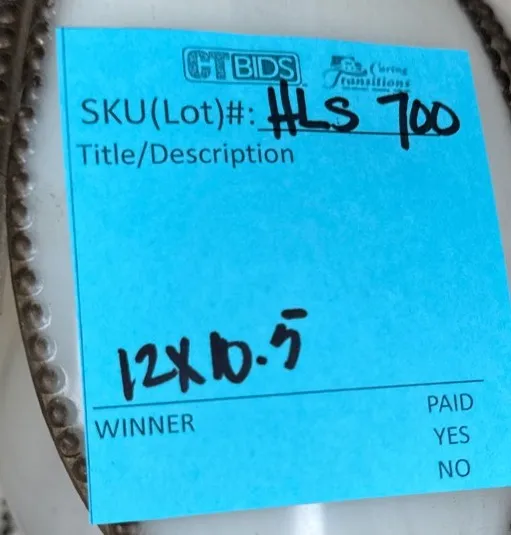 CTBIDS
Caring
Transitions
SKU(Lot)#: HLS 700
Title/Description
12X10.5
WINNER
PAID
YES
NO